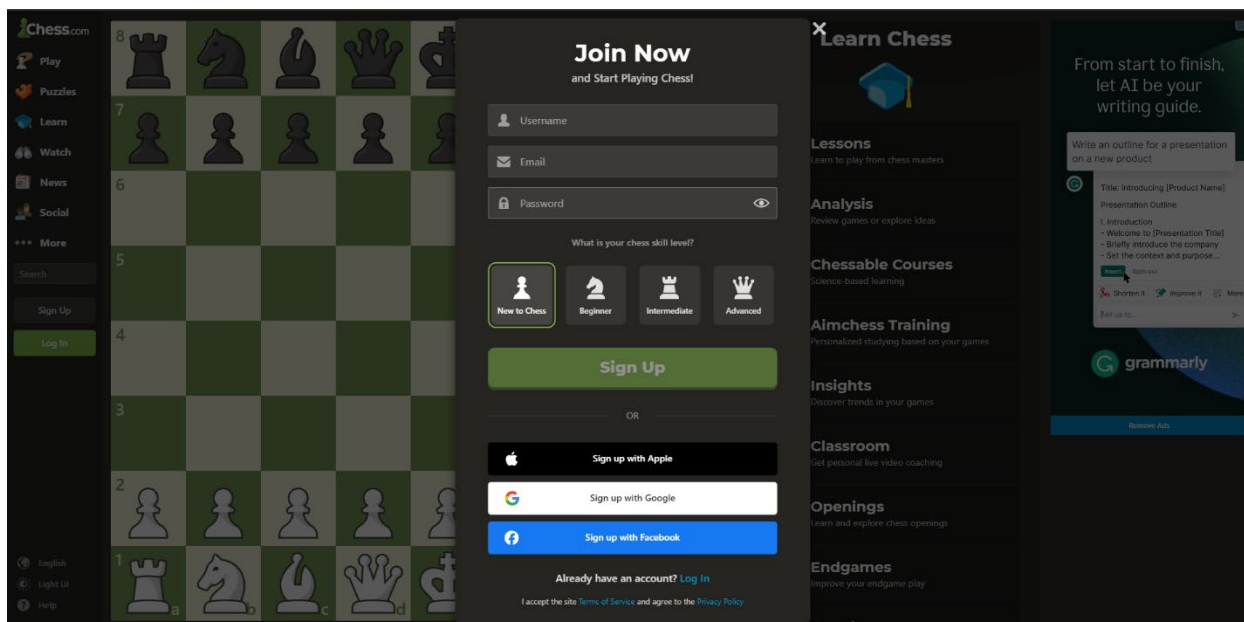 Chess.com
Play
Puzzles
Learn
Watch
News
Social
More
Search
Sign Up
Log In
English
Light UI
Help
8
7
6
5
4
3
2
1
a
b
c
d
Join Now
and Start Playing Chess!
Username
Email
Password
What is your chess skill level?
New to Chess
Beginner
Intermediate
Advanced
Sign Up
OR
Sign up with Apple
Sign up with Google
Sign up with Facebook
Already have an account? Log In
I accept the site Terms of Service and agree to the Privacy Policy
Learn Chess
Lessons
Learn to play from chess masters
Analysis
Review games or explore ideas
Chessable Courses
Science-based learning
Aimchess Training
Personalized studying based on your games
Insights
Discover trends in your games
Classroom
Get personal live video coaching
Openings
Learn and explore chess openings
Endgames
Improve your endgame play
From start to finish,
let AI be your
writing guide.
Write an outline for a presentation
on a new product
Title: Introducing [Product Name]
Presentation Outline
I. Introduction
- Welcome to [Presentation Title]
- Briefly introduce the company
- Set the context and purpose...
Insert
Shorten it
Improve it
More
Tell us to...
grammarly
Remove Ads